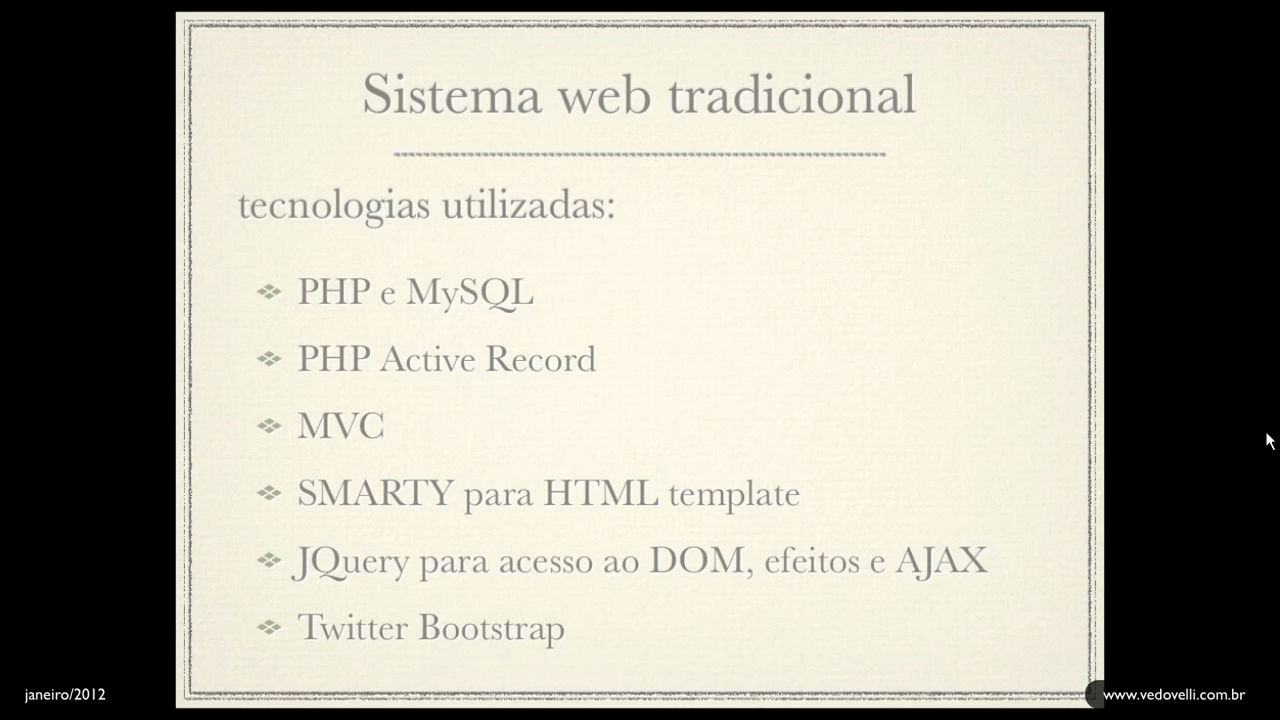 Sistema web tradicional
tecnologias utilizadas:
PHP e MySQL
PHP Active Record
MVC
SMARTY para HTML template
JQuery para acesso ao DOM, efeitos e AJAX
Twitter Bootstrap
janeiro/2012
www.vedovelli.com.br